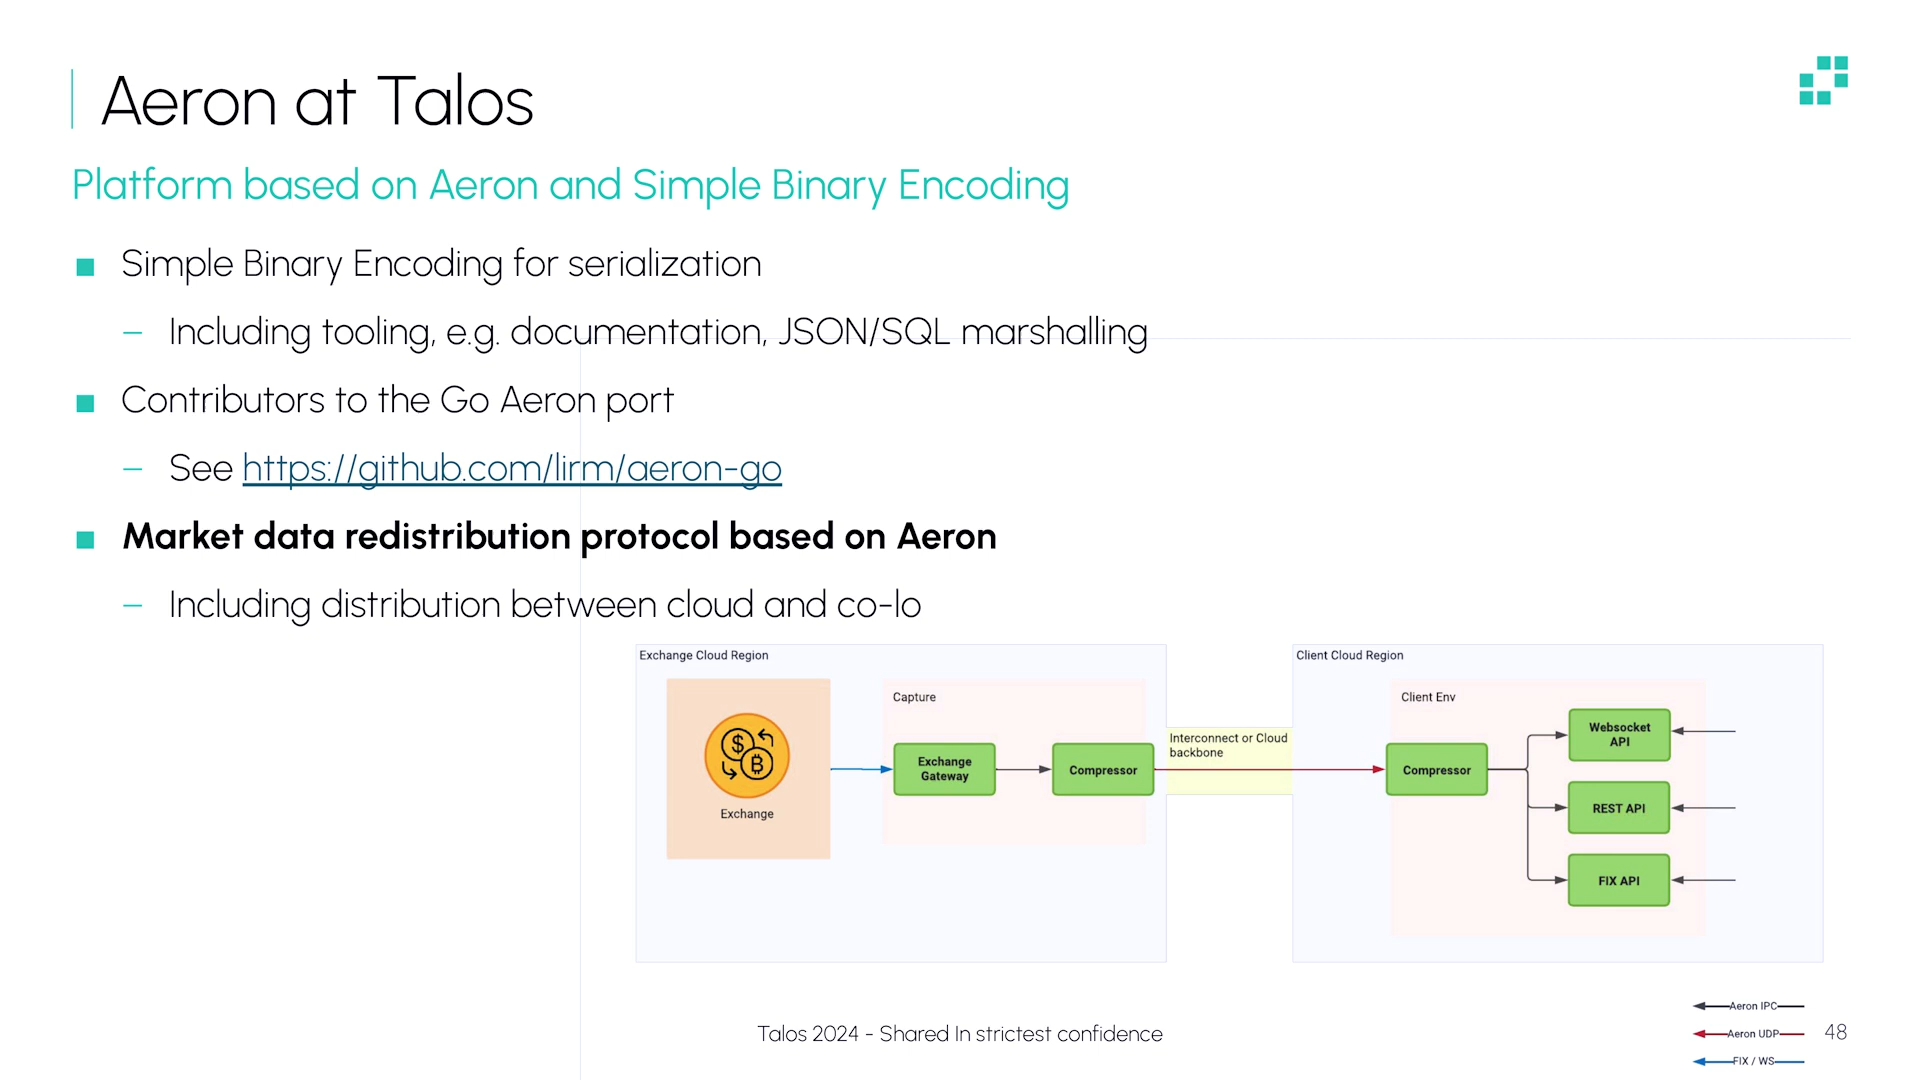 Aeron at Talos
Platform based on Aeron and Simple Binary Encoding
Simple Binary Encoding for serialization
– Including tooling, e.g. documentation, JSON/SQL marshalling
Contributors to the Go Aeron port
– See https://github.com/lirm/aeron-go
Market data redistribution protocol based on Aeron
– Including distribution between cloud and co-lo
Exchange Cloud Region
Exchange
Capture
Exchange
Gateway
Compressor
Interconnect or Cloud
backbone
Client Cloud Region
Client Env
Compressor
Websocket
API
REST API
FIX API
Aeron IPC
Aeron UDP
FIX / WS
Talos 2024 - Shared In strictest confidence
48